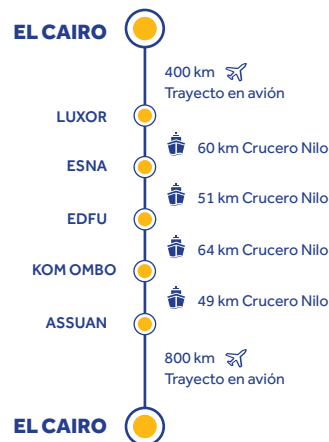 EL CAIRO
400 km
Trayecto en avión
LUXOR
60 km Crucero Nilo
ESNA
51 km Crucero Nilo
EDFU
64 km Crucero Nilo
KOM OMBO
49 km Crucero Nilo
ASSUAN
800 km
Trayecto en avión
EL CAIRO